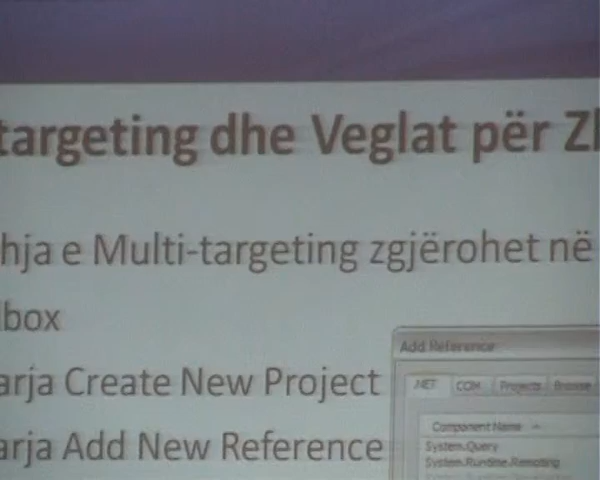 targeting dhe Veglat për Zh
hja e Multi-targeting zgjërohet në
lbox
arja Create New Project
arja Add New Reference
Add Reference
.NET COM Projects Browse
Component Name
System.Query
System.Runtime.Remoting